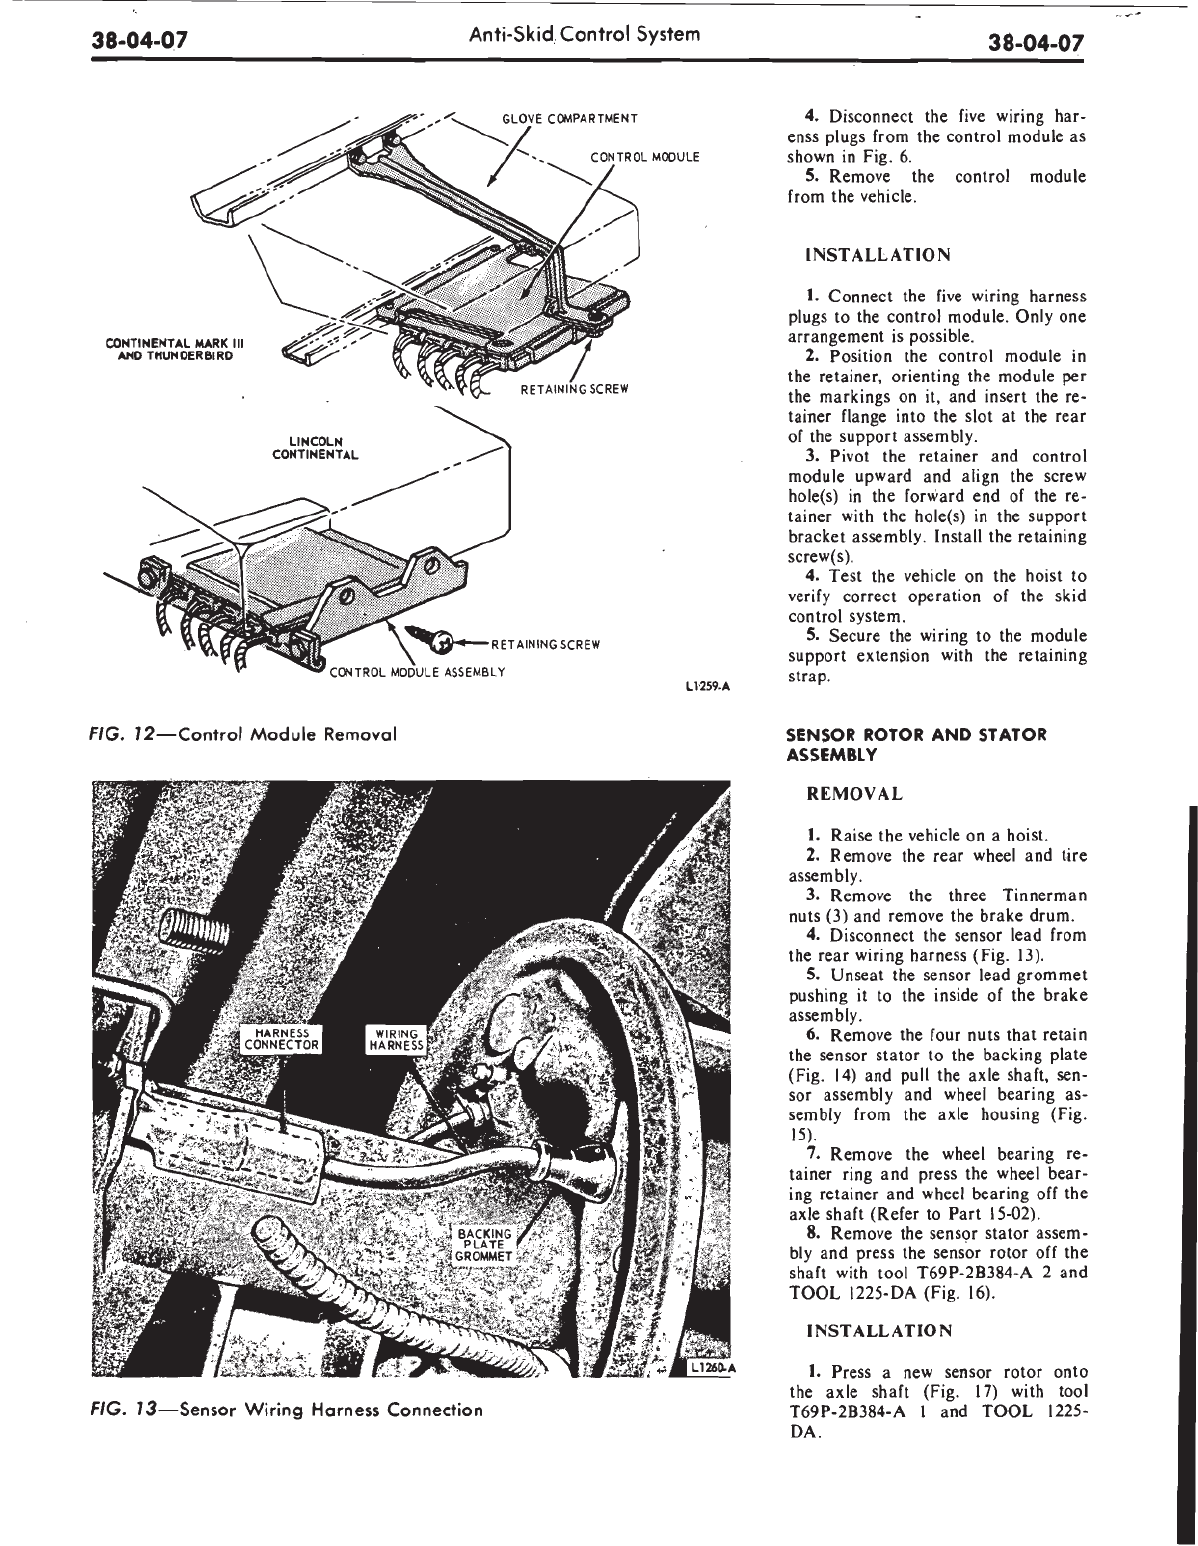 38-04-07
Anti-Skid Control System
38-04-07
GLOVE COMPARTMENT
CONTROL MODULE
CONTINENTAL MARK III
AND THUNDERBIRD
RETAINING SCREW
LINCOLN
CONTINENTAL
RETAINING SCREW
CONTROL MODULE ASSEMBLY
L1259-A
FIG. 12—Control Module Removal
HARNESS
CONNECTOR
WIRING
HARNESS
BACKING
PLATE
GROMMET
L1260-A
FIG. 13—Sensor Wiring Harness Connection
4. Disconnect the five wiring har-
enss plugs from the control module as
shown in Fig. 6.
5. Remove the control module
from the vehicle.
INSTALLATION
1. Connect the five wiring harness
plugs to the control module. Only one
arrangement is possible.
2. Position the control module in
the retainer, orienting the module per
the markings on it, and insert the re-
tainer flange into the slot at the rear
of the support assembly.
3. Pivot the retainer and control
module upward and align the screw
hole(s) in the forward end of the re-
tainer with the hole(s) in the support
bracket assembly. Install the retaining
screw(s).
4. Test the vehicle on the hoist to
verify correct operation of the skid
control system.
5. Secure the wiring to the module
support extension with the retaining
strap.
SENSOR ROTOR AND STATOR
ASSEMBLY
REMOVAL
1. Raise the vehicle on a hoist.
2. Remove the rear wheel and tire
assembly.
3. Remove the three Tinnerman
nuts (3) and remove the brake drum.
4. Disconnect the sensor lead from
the rear wiring harness (Fig. 13).
5. Unseat the sensor lead grommet
pushing it to the inside of the brake
assembly.
6. Remove the four nuts that retain
the sensor stator to the backing plate
(Fig. 14) and pull the axle shaft, sen-
sor assembly and wheel bearing as-
sembly from the axle housing (Fig.
15).
7. Remove the wheel bearing re-
tainer ring and press the wheel bear-
ing retainer and wheel bearing off the
axle shaft (Refer to Part 15-02).
8. Remove the sensor stator assem-
bly and press the sensor rotor off the
shaft with tool T69P-2B384-A 2 and
TOOL 1225-DA (Fig. 16).
INSTALLATION
1. Press a new sensor rotor onto
the axle shaft (Fig. 17) with tool
T69P-2B384-A 1 and TOOL 1225-
DA.